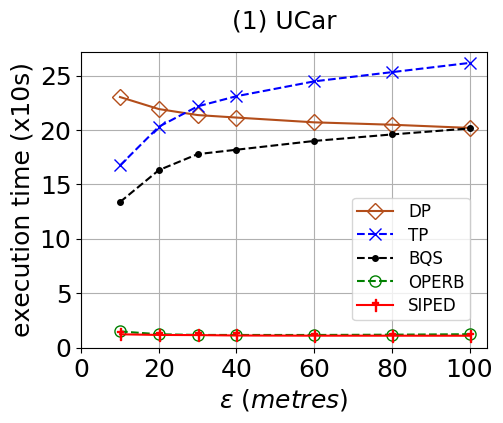 (1) UCar
execution time (x10s)
25
20
15
10
5
0
0 20 40 60 80 100
ε (metres)
DP
TP
BQS
OPERB
SIPED